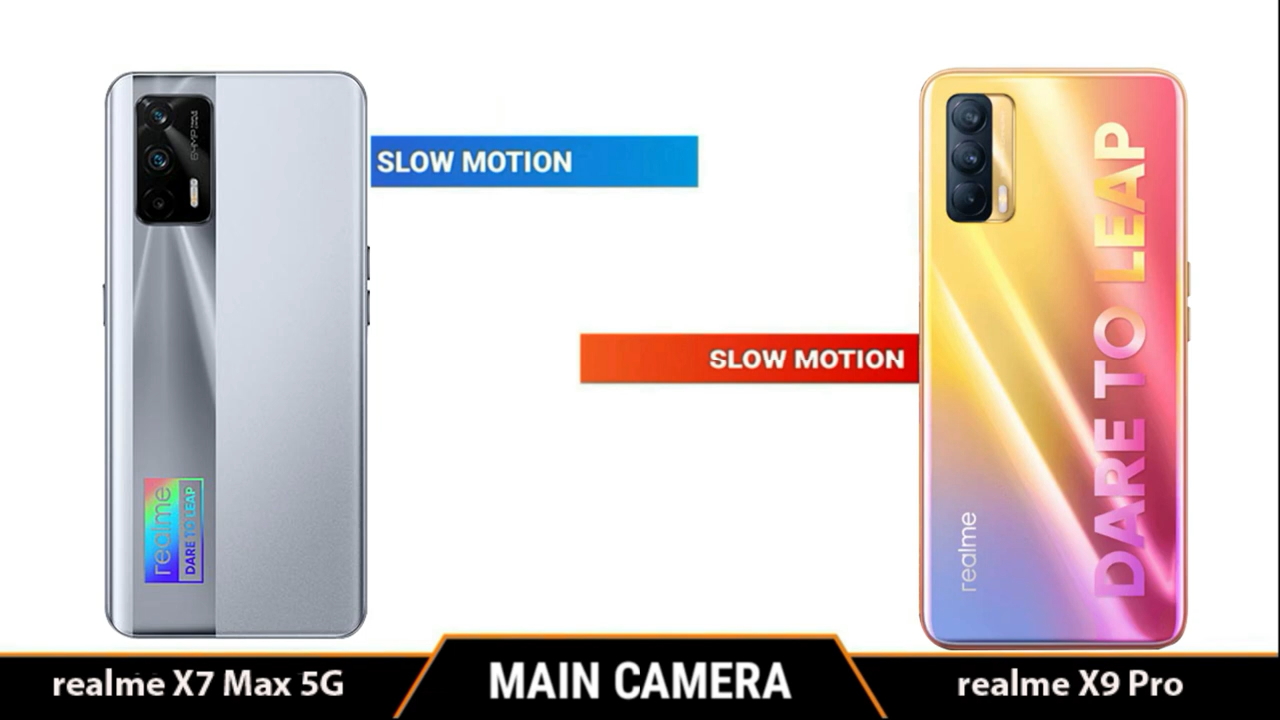 64MP
SLOW MOTION
SLOW MOTION
DARE TO LEAP
realme
DARE TO LEAP
realme
realme X7 Max 5G
MAIN CAMERA
realme X9 Pro